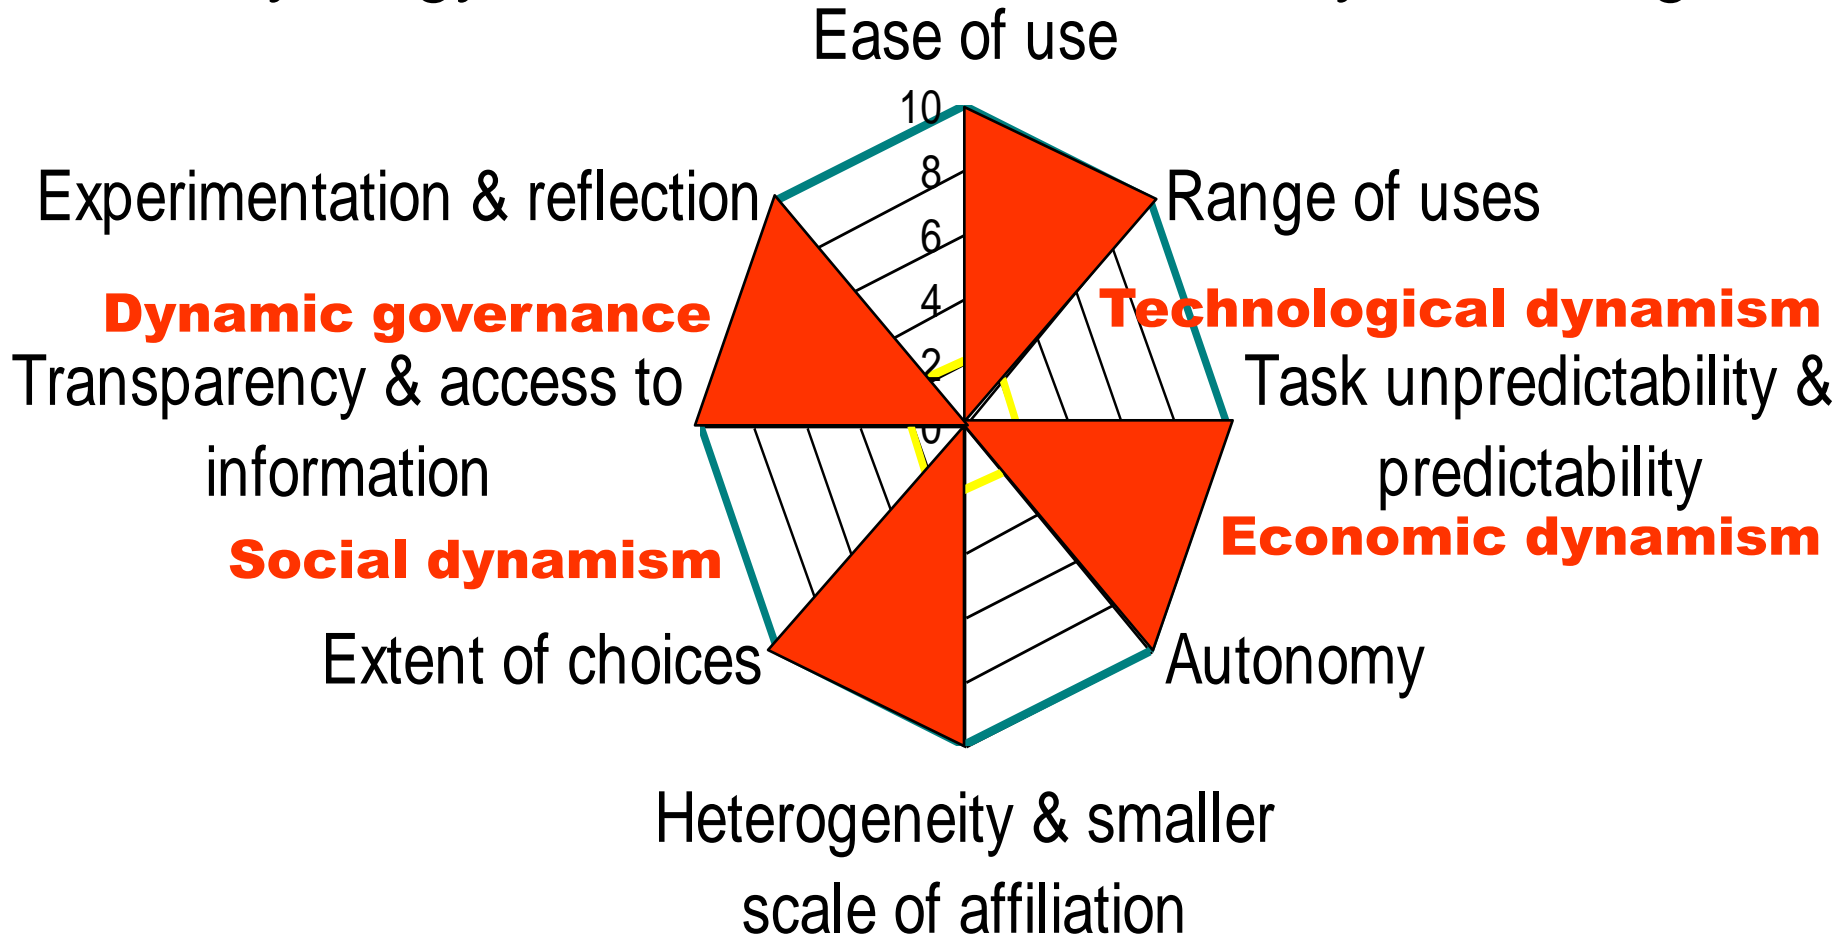 Ease of use
10
8
6
4
2
0
Experimentation & reflection
Range of uses
Dynamic governance
Technological dynamism
Transparency & access to
information
Task unpredictability &
predictability
Social dynamism
Economic dynamism
Extent of choices
Autonomy
Heterogeneity & smaller
scale of affiliation